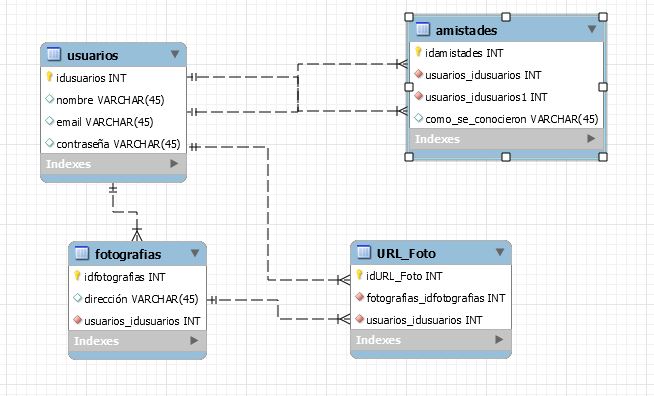 usuarios
idusuarios INT
nombre VARCHAR(45)
email VARCHAR(45)
contraseña VARCHAR(45)
Indexes
amistades
idamistades INT
usuarios_idusuarios INT
usuarios_idusuarios1 INT
como_se_conocieron VARCHAR(45)
Indexes
fotografias
idfotografias INT
dirección VARCHAR(45)
usuarios_idusuarios INT
Indexes
URL_Foto
idURL_Foto INT
fotografias_idfotografias INT
usuarios_idusuarios INT
Indexes